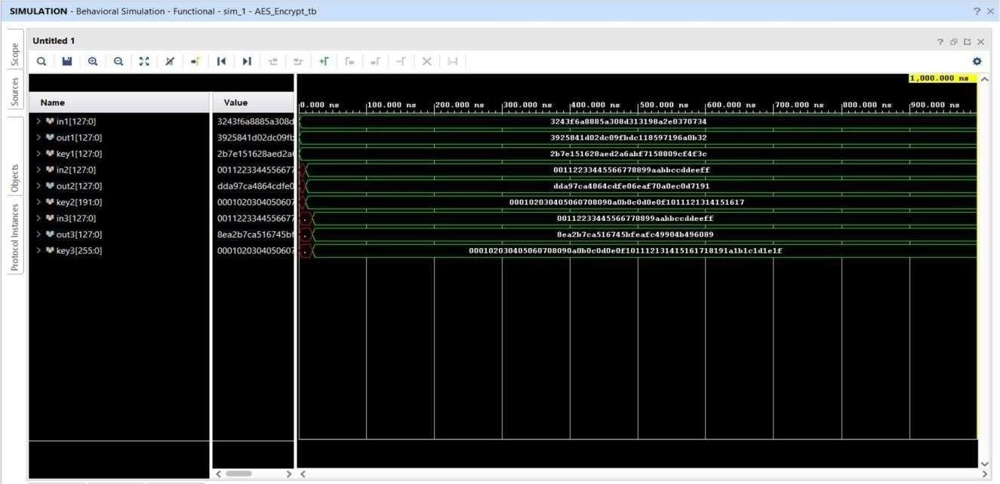 SIMULATION - Behavioral Simulation - Functional - sim_1 - AES_Encrypt_tb
? ×
Untitled 1
?
Scope
Sources
Objects
Protocol Instances
1,000.000 ns
Name
Value
0.000 ns 100.000 ns 200.000 ns 300.000 ns 400.000 ns 500.000 ns 600.000 ns 700.000 ns 800.000 ns 900.000 ns
in1[127:0] 3243f6a8885a308d 3243f6a8885a308d313198a2e0370734
out1[127:0] 3925841d02dc09fb 3925841d02dc09fbdc118597196a0b32
key1[127:0] 2b7e151628aed2a6 2b7e151628aed2a6abf7158809cf4f3c
in2[127:0] 0011223344556677 00112233445566778899aabbccddeeff
out2[127:0] dda97ca4864cdfe0 dda97ca4864cdfe06eaf70a0ec0d7191
key2[191:0] 0001020304050607 000102030405060708090a0b0c0d0e0f1011121314151617
in3[127:0] 0011223344556677 . 00112233445566778899aabbccddeeff
out3[127:0] 8ea2b7ca516745bf . 8ea2b7ca516745bfeafc49904b496089
key3[255:0] 0001020304050607 . 000102030405060708090a0b0c0d0e0f101112131415161718191a1b1c1d1e1f